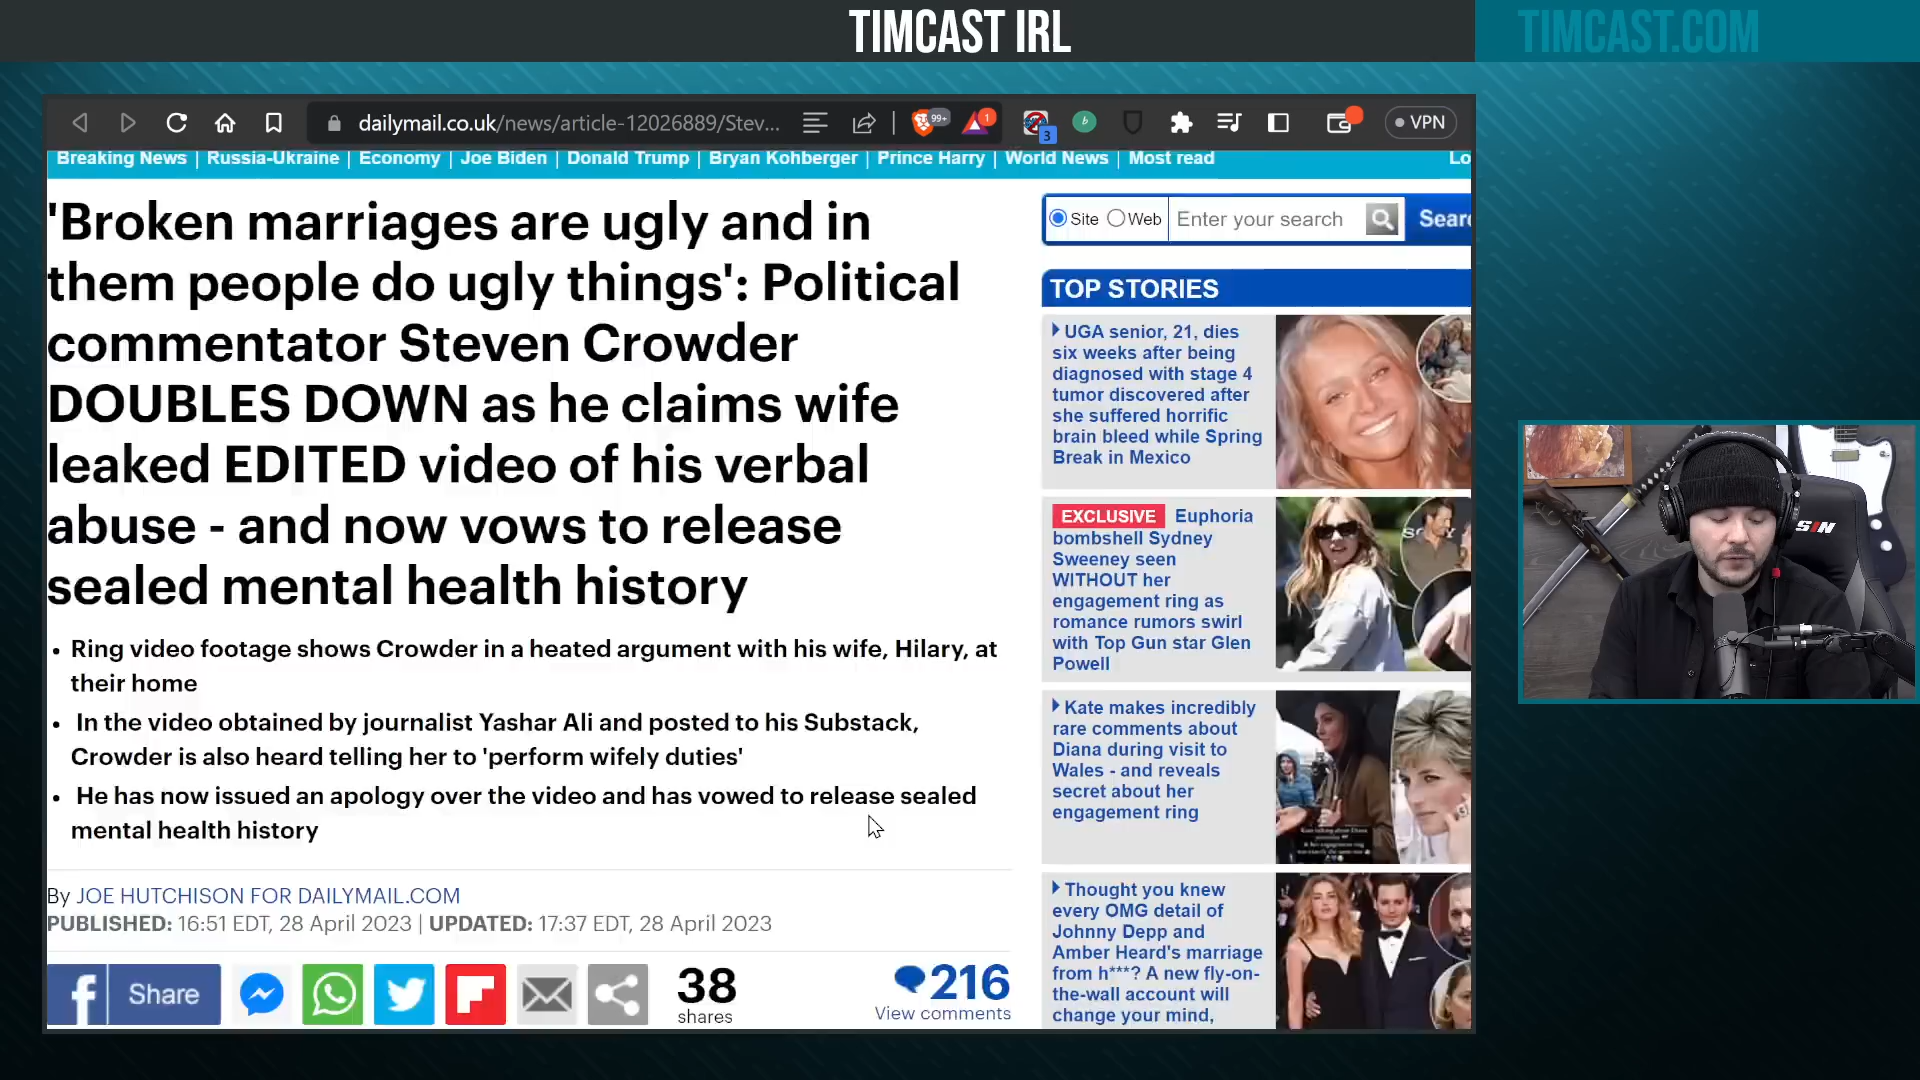 TIMCAST IRL
TIMCAST.COM
dailymail.co.uk/news/article-12026889/Stev...
99+
1
3
b
VPN
Breaking News | Russia-Ukraine | Economy | Joe Biden | Donald Trump | Bryan Kohberger | Prince Harry | World News | Most read
Lo
'Broken marriages are ugly and in
them people do ugly things': Political
commentator Steven Crowder
DOUBLES DOWN as he claims wife
leaked EDITED video of his verbal
abuse - and now vows to release
sealed mental health history
• Ring video footage shows Crowder in a heated argument with his wife, Hilary, at
their home
• In the video obtained by journalist Yashar Ali and posted to his Substack,
Crowder is also heard telling her to 'perform wifely duties'
• He has now issued an apology over the video and has vowed to release sealed
mental health history
By JOE HUTCHISON FOR DAILYMAIL.COM
PUBLISHED: 16:51 EDT, 28 April 2023 | UPDATED: 17:37 EDT, 28 April 2023
f Share
38
shares
216
View comments
Site Web Enter your search Sear
TOP STORIES
UGA senior, 21, dies
six weeks after being
diagnosed with stage 4
tumor discovered after
she suffered horrific
brain bleed while Spring
Break in Mexico
EXCLUSIVE Euphoria
bombshell Sydney
Sweeney seen
WITHOUT her
engagement ring as
romance rumors swirl
with Top Gun star Glen
Powell
Kate makes incredibly
rare comments about
Diana during visit to
Wales - and reveals
secret about her
engagement ring
Thought you knew
every OMG detail of
Johnny Depp and
Amber Heard's marriage
from h***? A new fly-on-
the-wall account will
change your mind,